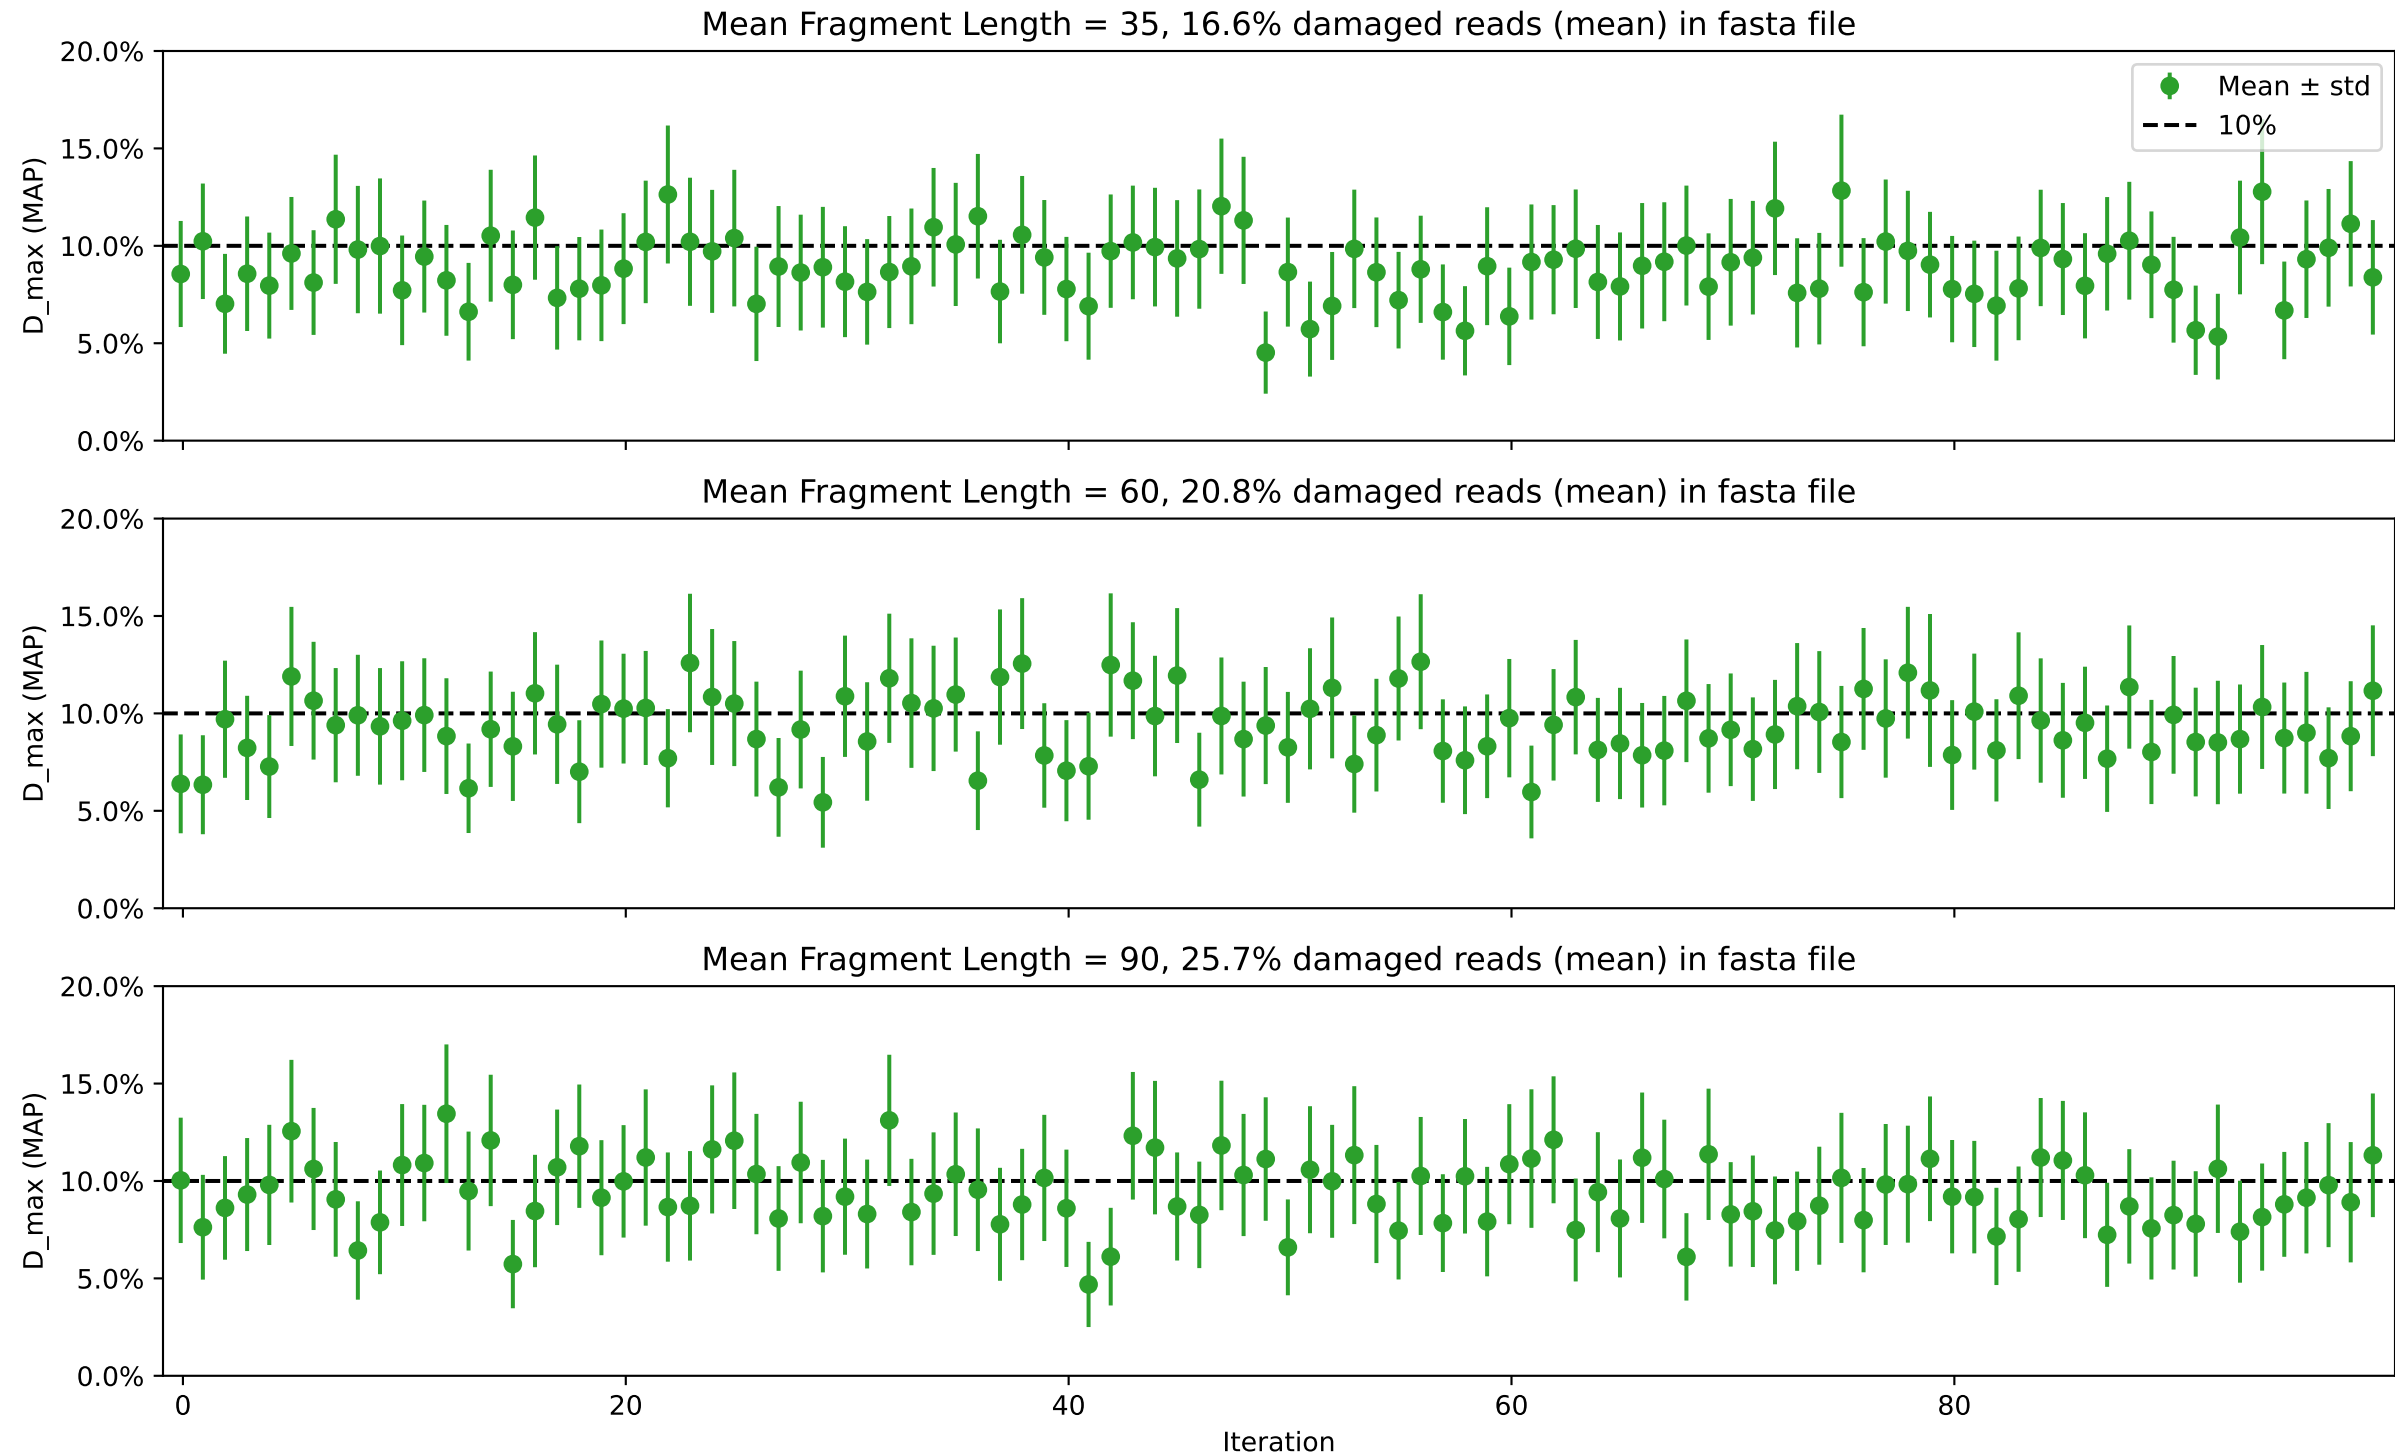 Mean Fragment Length = 35, 16.6% damaged reads (mean) in fasta file
20.0%
15.0%
10.0%
5.0%
0.0%
D_max (MAP)
Mean ± std
10%
Mean Fragment Length = 60, 20.8% damaged reads (mean) in fasta file
20.0%
15.0%
10.0%
5.0%
0.0%
D_max (MAP)
Mean Fragment Length = 90, 25.7% damaged reads (mean) in fasta file
20.0%
15.0%
10.0%
5.0%
0.0%
D_max (MAP)
0 20 40 60 80
Iteration